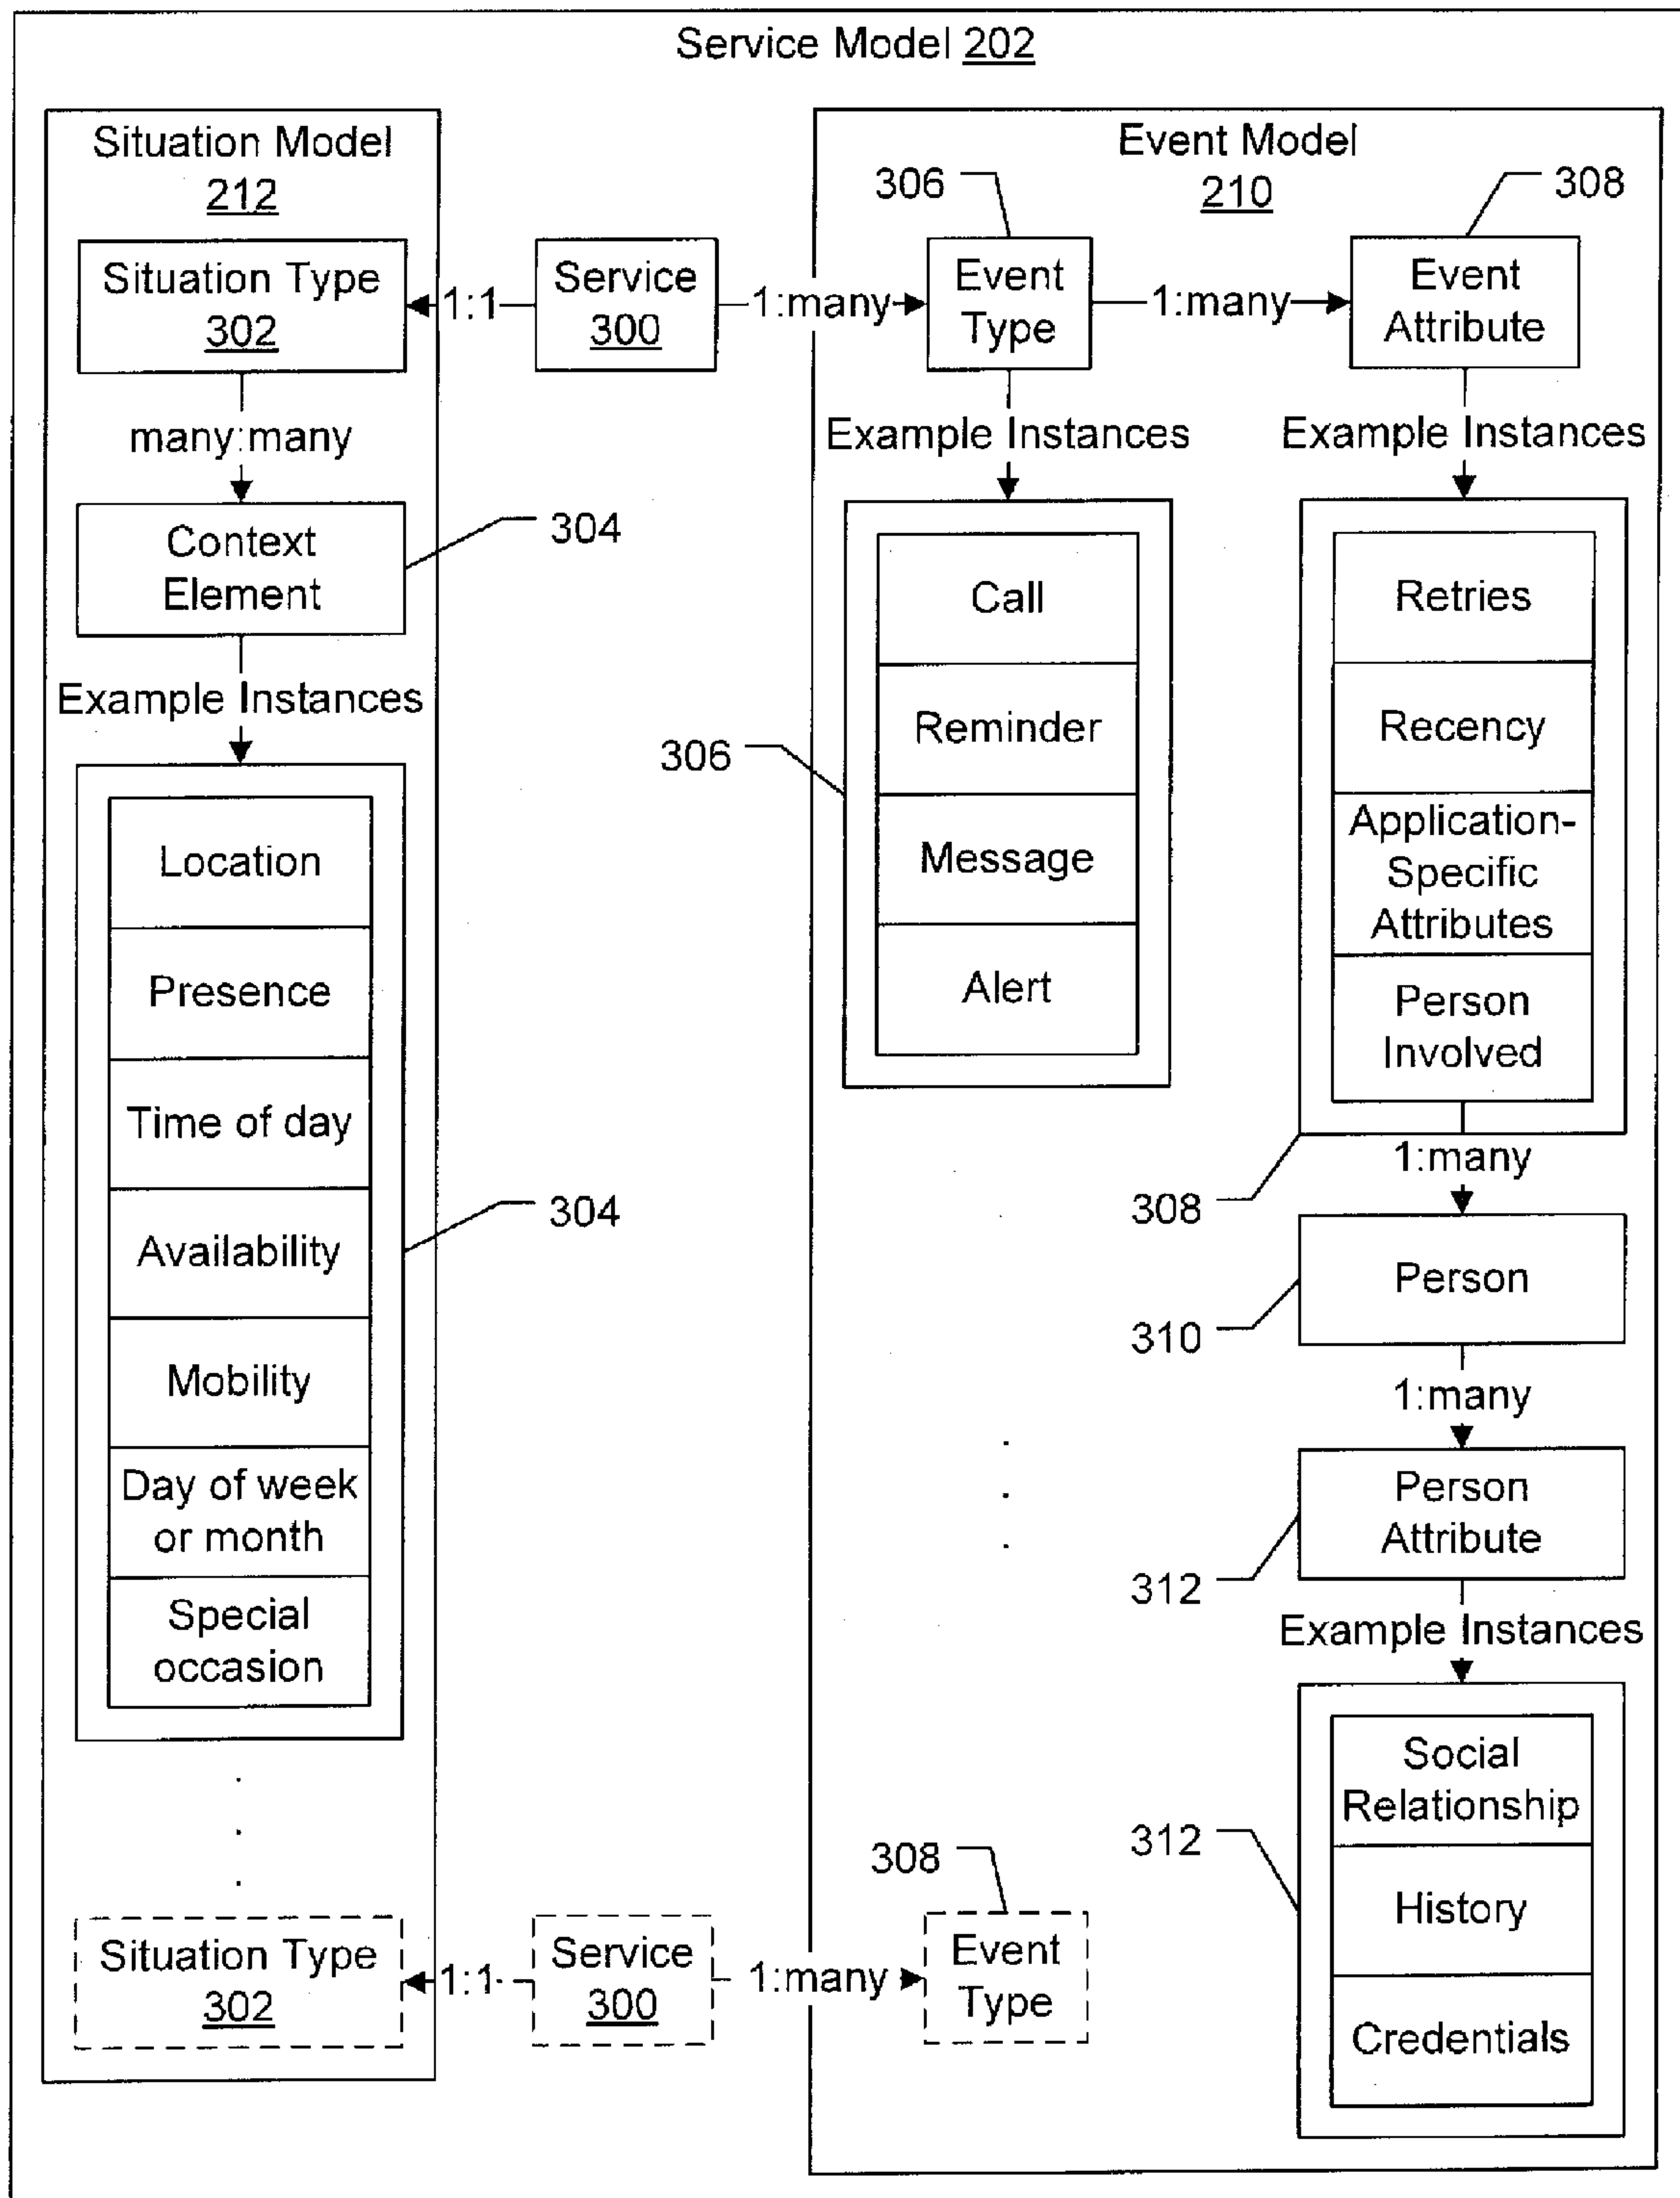 Service Model 202
Situation Model
212
Situation Type
302
many:many
Context
Element
304
Example Instances
Location
Presence
Time of day
Availability
Mobility
Day of week
or month
Special
occasion
304
Situation Type
302
1:1
Service
300
1:many
1:1
Service
300
1:many
Event Model
210
306
Event
Type
1:many
308
Event
Attribute
Example Instances
Call
Reminder
Message
Alert
306
Example Instances
Retries
Recency
Application-
Specific
Attributes
Person
Involved
308
1:many
Person
310
1:many
Person
Attribute
312
Example Instances
Social
Relationship
History
Credentials
312
308
Event
Type